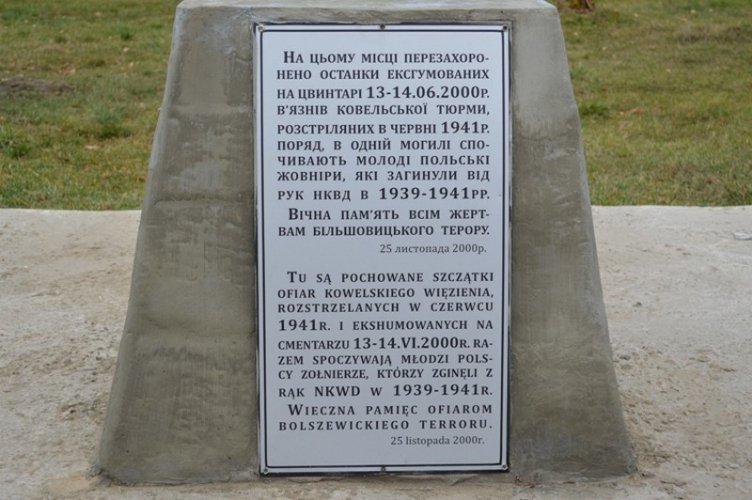 НА ЦЬОМУ МІСЦІ ПЕРЕЗАХОРО-
НЕНО ОСТАНКИ ЕКСГУМОВАНИХ
НА ЦВИНТАРІ 13-14.06.2000Р.
В'ЯЗНІВ КОВЕЛЬСЬКОЇ ТЮРМИ,
РОЗСТРІЛЯНИХ В ЧЕРВНІ 1941Р.
ПОРЯД, В ОДНІЙ МОГИЛІ СПО-
ЧИВАЮТЬ МОЛОДІ ПОЛЬСЬКІ
ЖОВНІРИ, ЯКІ ЗАГИНУЛИ ВІД
РУК НКВД В 1939-1941РР.
ВІЧНА ПАМ'ЯТЬ ВСІМ ЖЕРТ-
ВАМ БІЛЬШОВИЦЬКОГО ТЕРОРУ.
25 листопада 2000р.
TU SĄ POCHOWANE SZCZĄTKI
OFIAR KOWELSKIEGO WIĘZIENIA,
ROZSTRZELANYCH W CZERWCU
1941R. I EKSHUMOWANYCH NA
CMENTARZU 13-14.VI.2000R. RA-
ZEM SPOCZYWAJĄ MŁODZI POLS-
CY ŻOŁNIERZE, KTÓRZY ZGINĘLI Z
RĄK NKWD W 1939-1941R.
WIECZNA PAMIĘC OFIAROM
BOLSZEWICKIEGO TERRORU.
25 listopada 2000r.